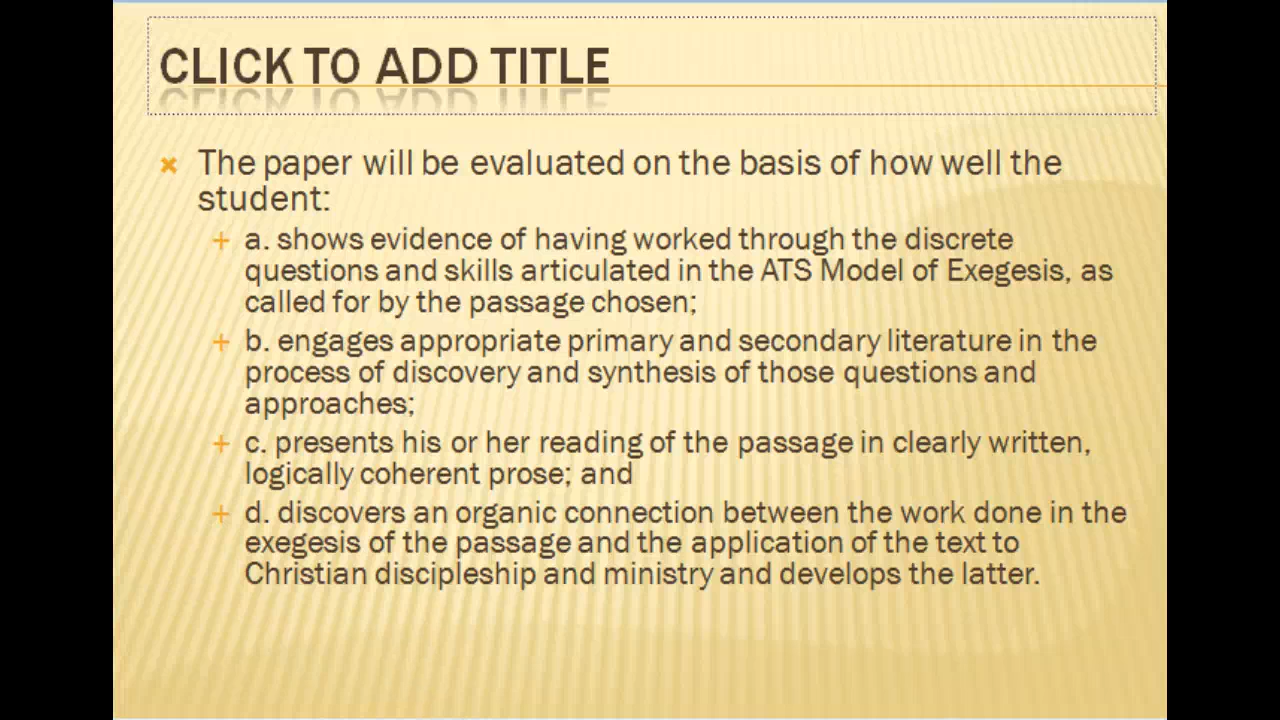 CLICK TO ADD TITLE
The paper will be evaluated on the basis of how well the
student:
a. shows evidence of having worked through the discrete
questions and skills articulated in the ATS Model of Exegesis, as
called for by the passage chosen;
b. engages appropriate primary and secondary literature in the
process of discovery and synthesis of those questions and
approaches;
c. presents his or her reading of the passage in clearly written,
logically coherent prose; and
d. discovers an organic connection between the work done in the
exegesis of the passage and the application of the text to
Christian discipleship and ministry and develops the latter.